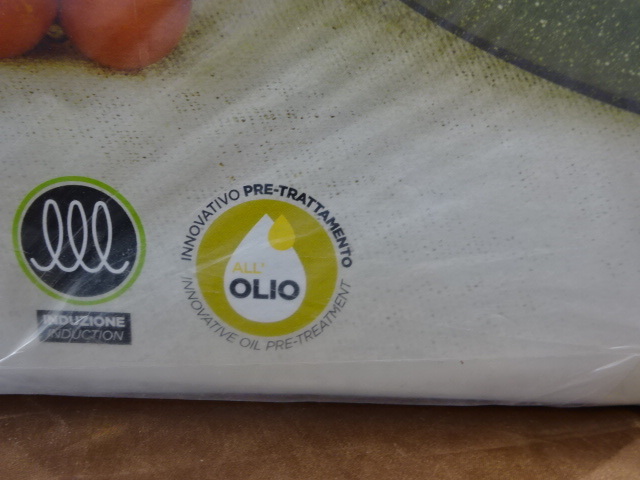 INDUZIONE
INDUCTION
INNOVATIVO PRE-TRATTAMENTO
ALL'
OLIO
INNOVATIVE OIL PRE-TREATMENT